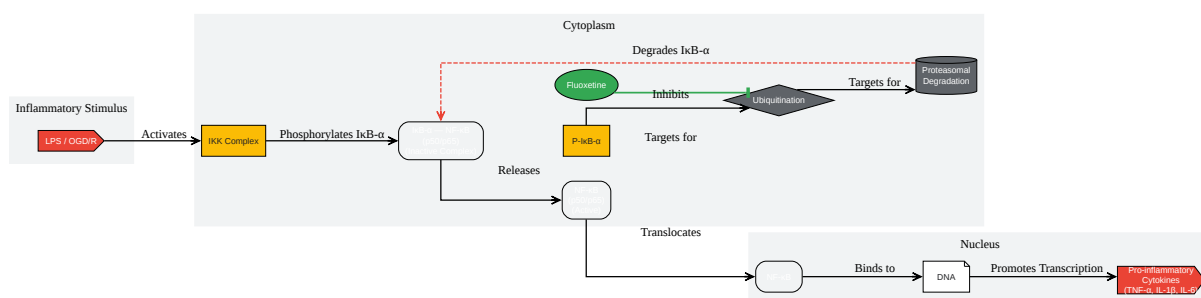 Cytoplasm
Degrades IκB-α
Proteasomal
Degradation
Targets for
Fluoxetine
Inhibits
Ubiquitination
Inflammatory Stimulus
LPS / OGD/R
Activates
IKK Complex
Phosphorylates IκB-α
P-IκB-α
Targets for
Releases
Translocates
Nucleus
Binds to
DNA
Promotes Transcription
Pro-inflammatory
Cytokines
(TNF-α, IL-1β, IL-6